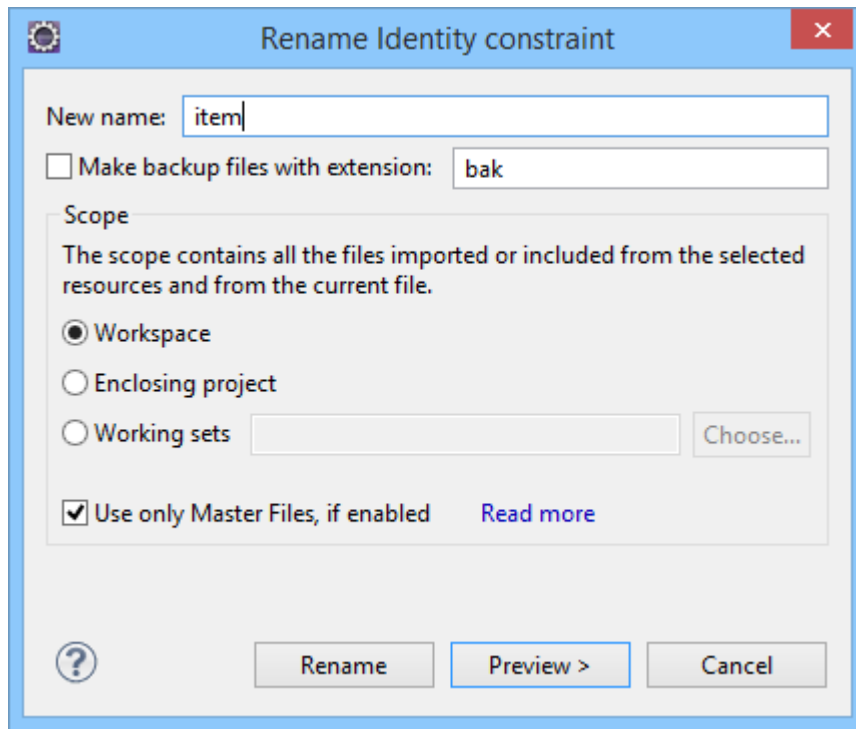 Rename Identity constraint
New name: item
Make backup files with extension: bak
Scope
The scope contains all the files imported or included from the selected
resources and from the current file.
Workspace
Enclosing project
Working sets Choose...
Use only Master Files, if enabled Read more
? Rename Preview > Cancel